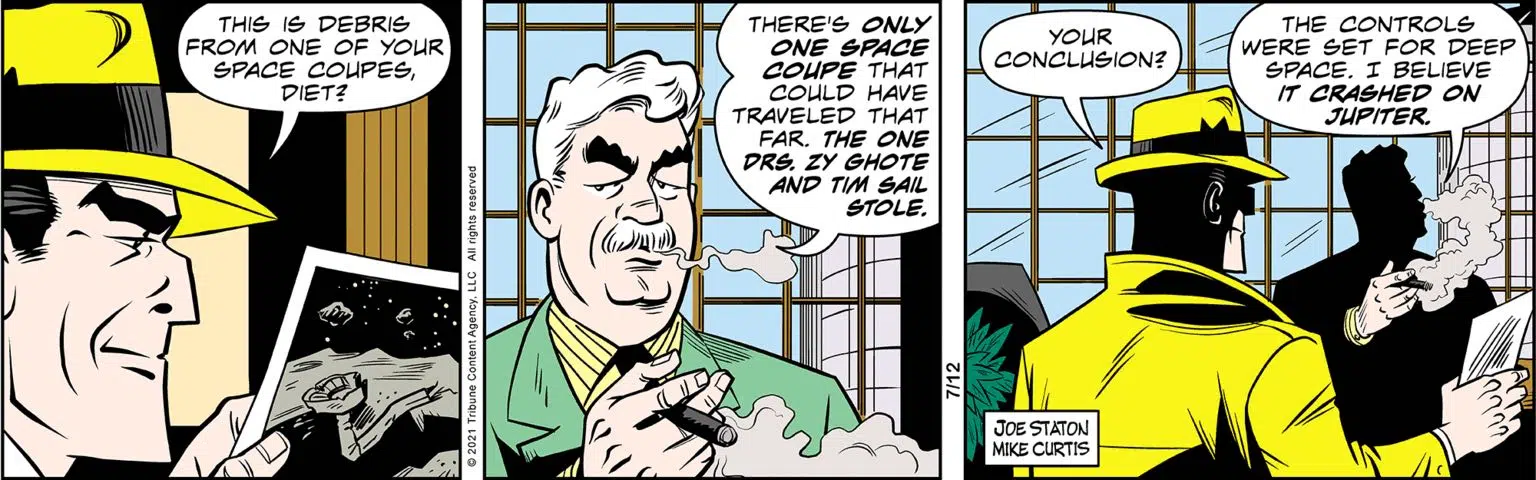 THIS IS DEBRIS
FROM ONE OF YOUR
SPACE COUPES,
DIET?
© 2021 Tribune Content Agency, LLC All rights reserved
THERE'S ONLY
ONE SPACE
COUPE THAT
COULD HAVE
TRAVELED THAT
FAR. THE ONE
DRS. ZY GHOTE
AND TIM SAIL
STOLE.
7/12
YOUR
CONCLUSION?
THE CONTROLS
WERE SET FOR DEEP
SPACE. I BELIEVE
IT CRASHED ON
JUPITER.
JOE STATON
MIKE CURTIS